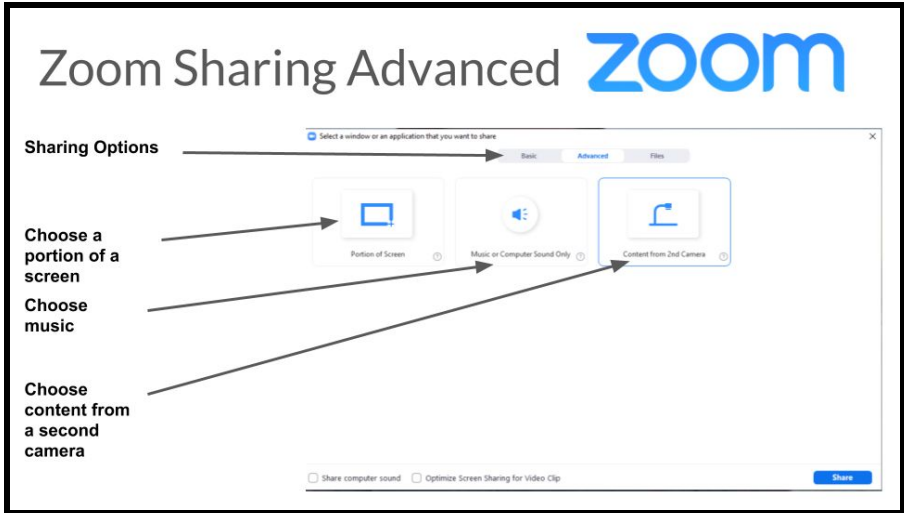 Zoom Sharing Advanced zoom
Select a window or an application that you want to share
Sharing Options
Basic Advanced Files
Choose a
portion of a
screen
Portion of Screen
Music or Computer Sound Only
Content from 2nd Camera
Choose
music
Choose
content from
a second
camera
Share computer sound Optimize Screen Sharing for Video Clip Share